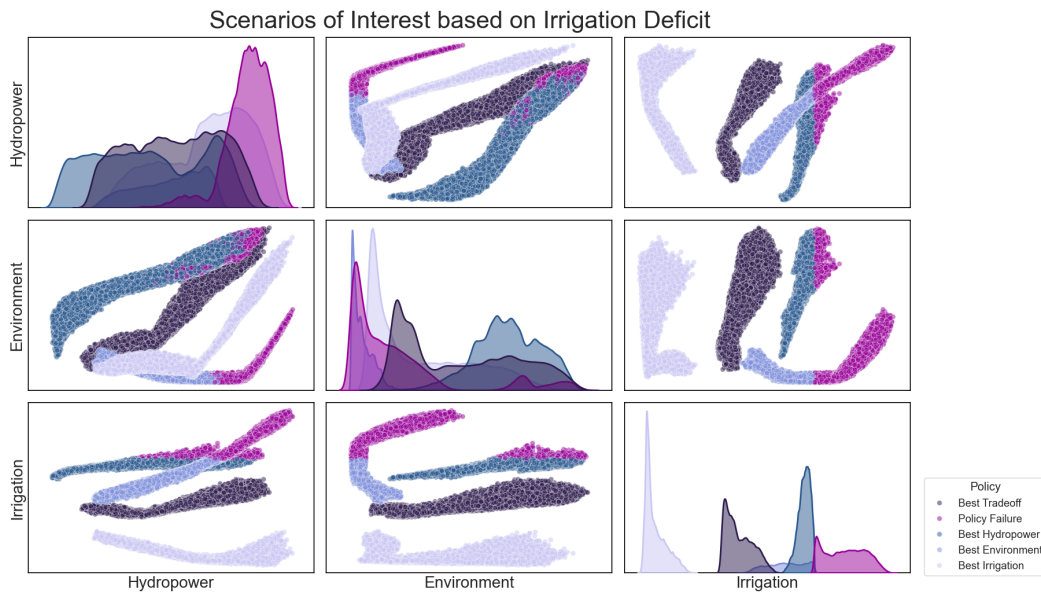 Scenarios of Interest based on Irrigation Deficit
Hydropower
Environment
Irrigation
Hydropower
Environment
Irrigation
Policy
Best Tradeoff
Policy Failure
Best Hydropower
Best Environment
Best Irrigation